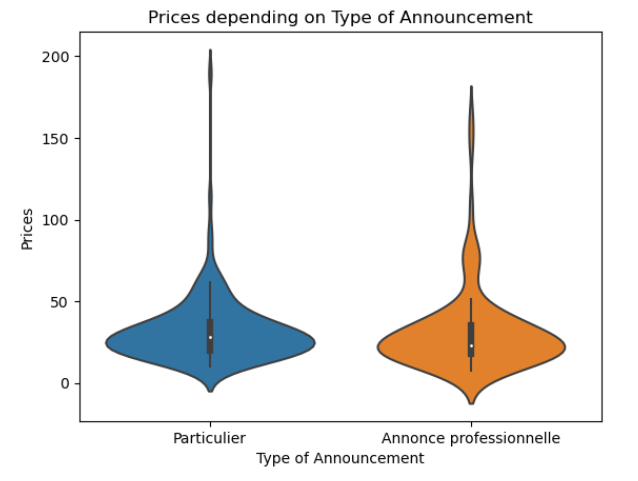 Prices depending on Type of Announcement
200
150
100
50
0
Prices
Particulier
Annonce professionnelle
Type of Announcement